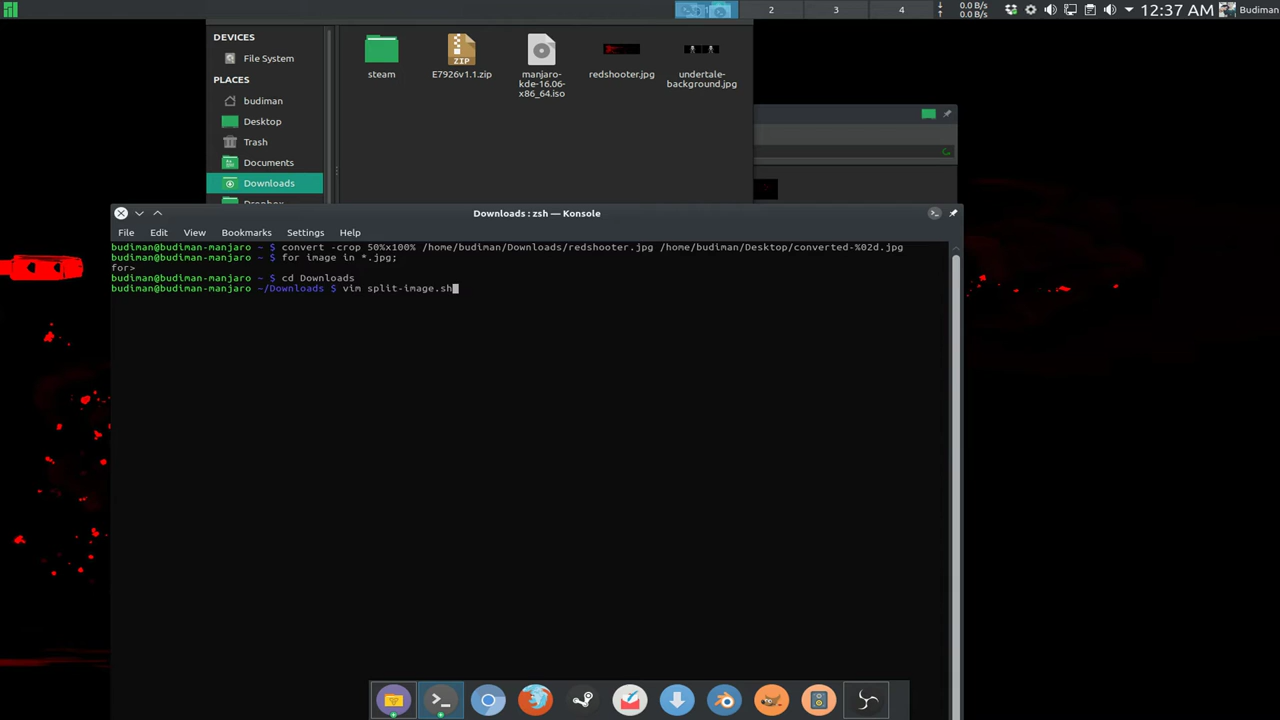 2
3
4
0.0 B/s
0.0 B/s
12:37 AM
Budiman
DEVICES
File System
PLACES
budiman
Desktop
Trash
Documents
Downloads
steam
ZIP
E7926v1.1.zip
manjaro-
kde-16.06-
x86_64.iso
redshooter.jpg
undertale-
background.jpg
Downloads : zsh — Konsole
File Edit View Bookmarks Settings Help
budiman@budiman-manjaro ~ $ convert -crop 50%x100% /home/budiman/Downloads/redshooter.jpg /home/budiman/Desktop/converted-%02d.jpg
budiman@budiman-manjaro ~ $ for image in *.jpg;
for>
budiman@budiman-manjaro ~ $ cd Downloads
budiman@budiman-manjaro ~/Downloads $ vim split-image.sh